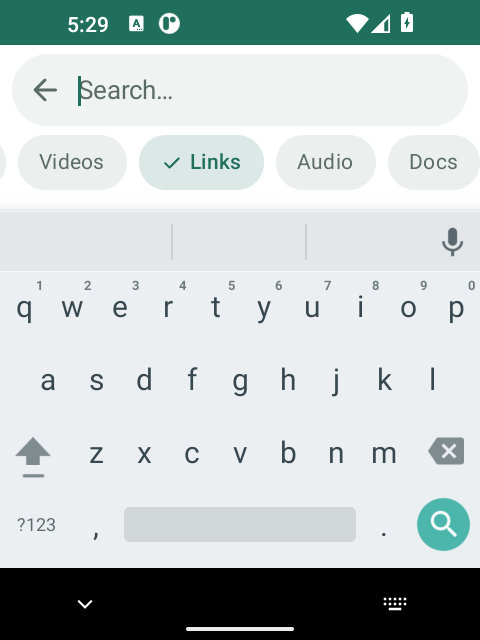 5:29
Search…
Videos
Links
Audio
Docs
1 2 3 4 5 6 7 8 9 0
q w e r t y u i o p
a s d f g h j k l
z x c v b n m
?123 , .